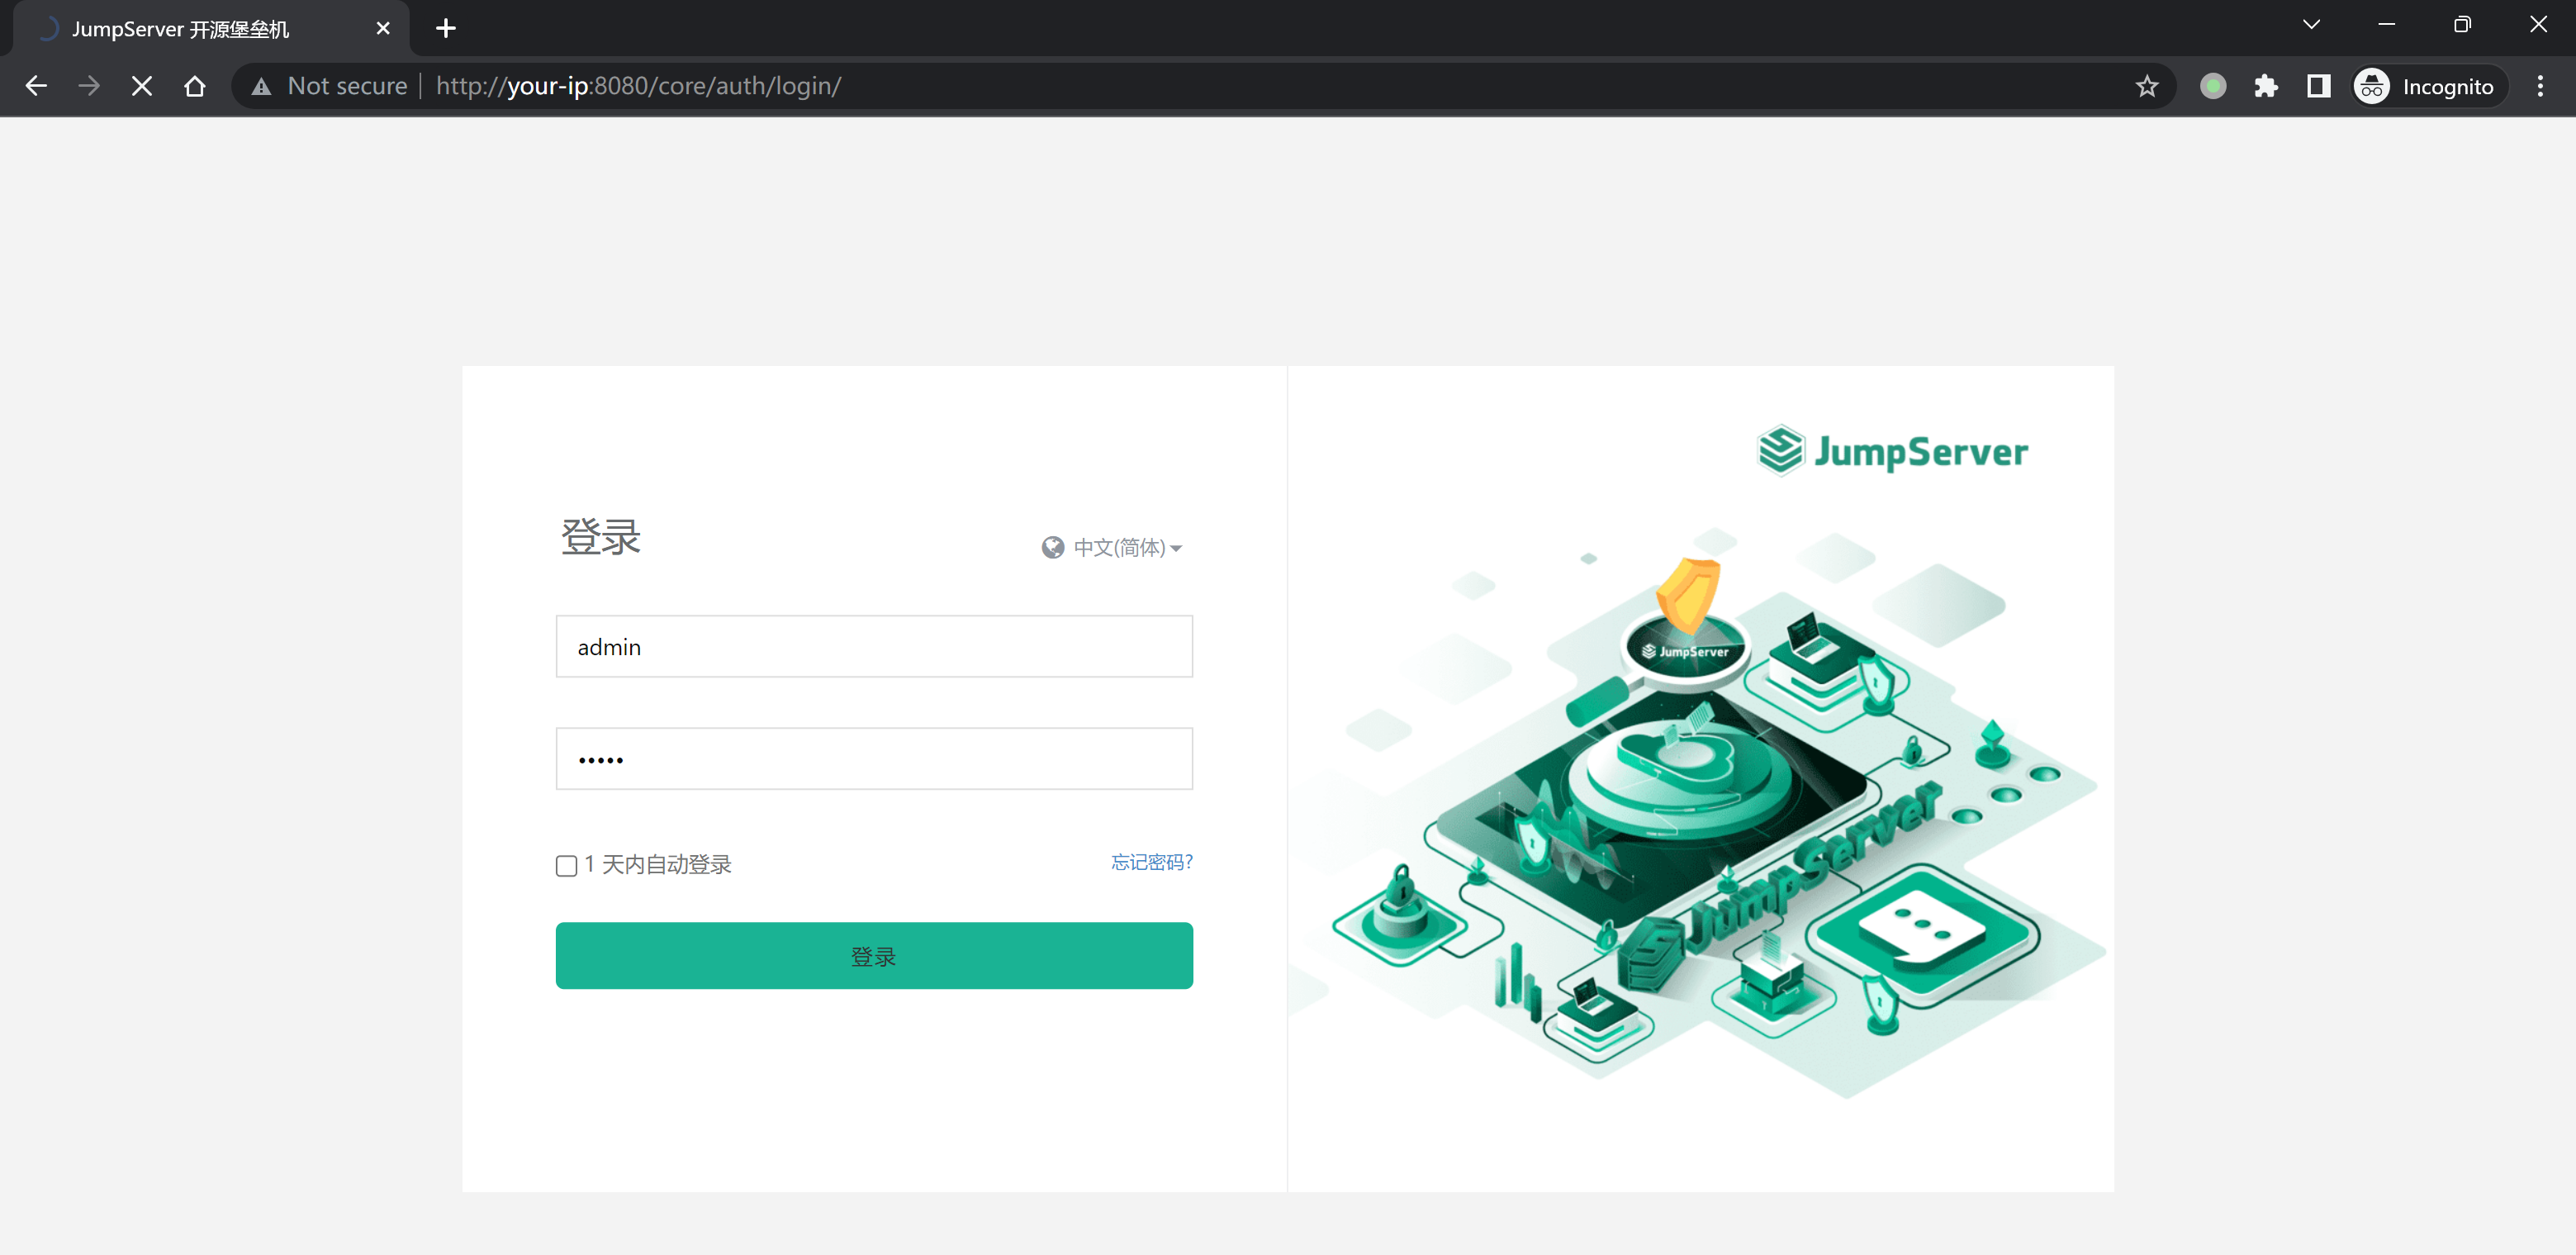 JumpServer 开源堡垒机
Not secure
http://your-ip:8080/core/auth/login/
Incognito
JumpServer
登录
中文(简体)
JumpServer
admin
•••••
1 天内自动登录
忘记密码?
登录
JumpServer